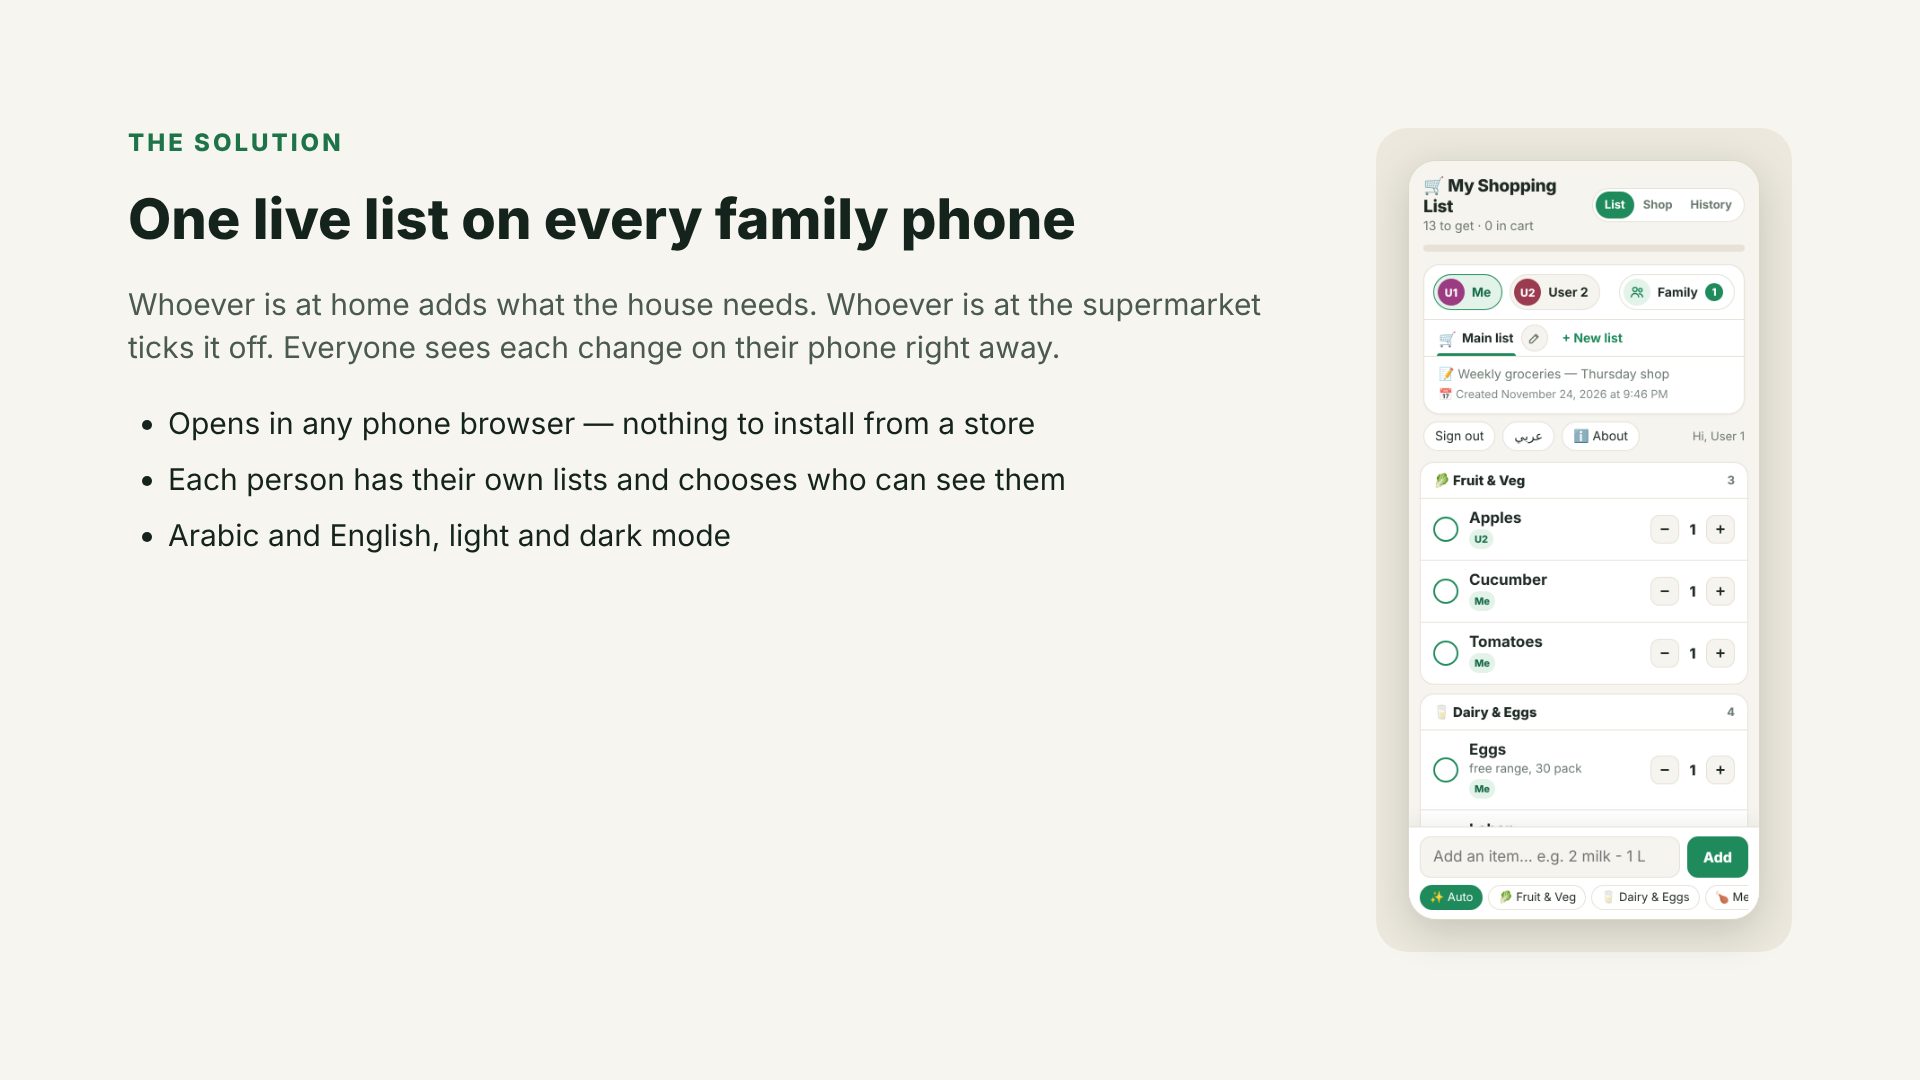 THE SOLUTION
One live list on every family phone
Whoever is at home adds what the house needs. Whoever is at the supermarket
ticks it off. Everyone sees each change on their phone right away.
• Opens in any phone browser — nothing to install from a store
• Each person has their own lists and chooses who can see them
• Arabic and English, light and dark mode
🛒 My Shopping
List
13 to get · 0 in cart
List Shop History
U1 Me U2 User 2 Family 1
🛒 Main list + New list
📝 Weekly groceries — Thursday shop
📅 Created November 24, 2026 at 9:46 PM
Sign out عربي ℹ️ About Hi, User 1
🥬 Fruit & Veg 3
Apples
U2
− 1 +
Cucumber
Me
− 1 +
Tomatoes
Me
− 1 +
🥛 Dairy & Eggs 4
Eggs
free range, 30 pack
Me
− 1 +
Add an item... e.g. 2 milk - 1 L Add
✨ Auto 🥬 Fruit & Veg 🥛 Dairy & Eggs 🍗 Me